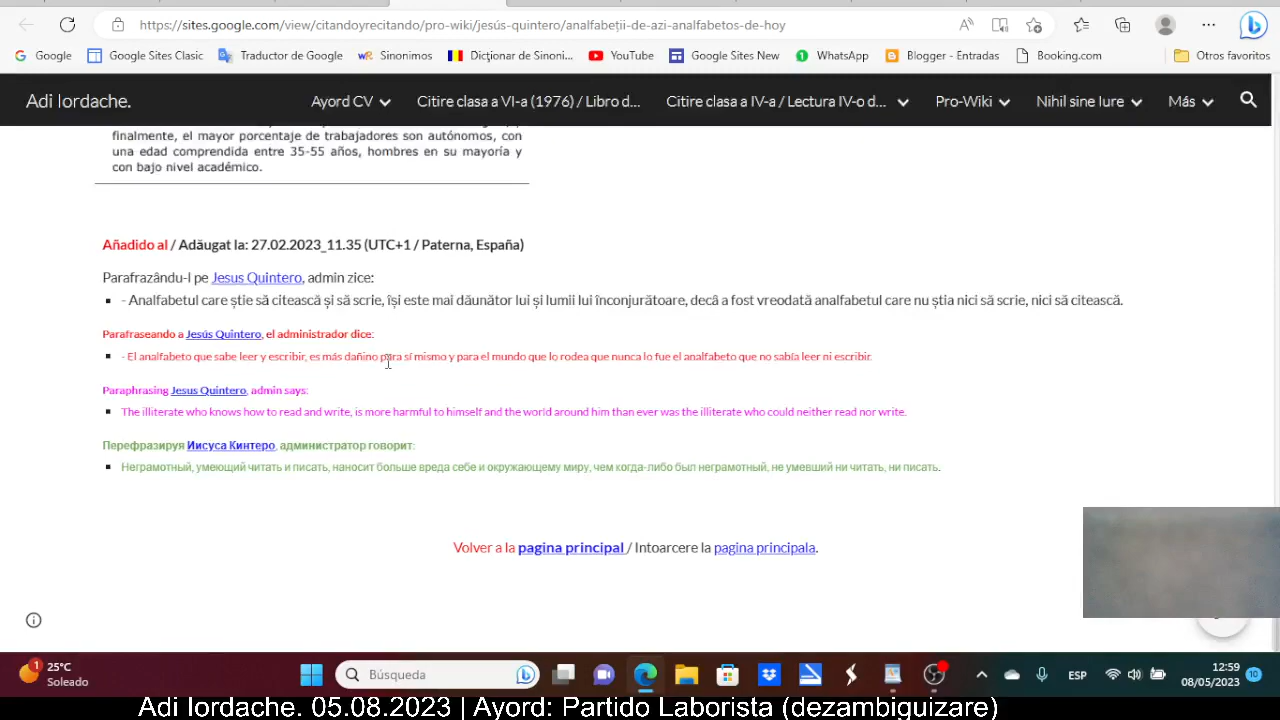 https://sites.google.com/view/citandoyrecitando/pro-wiki/jesús-quintero/analfabeții-de-azi-analfabetos-de-hoy
Google Google Sites Clasic Traductor de Google Sinonimos Dicționar de Sinoni... YouTube Google Sites New WhatsApp Blogger - Entradas Booking.com Otros favoritos
Adi Iordache. Ayord CV Citire clasa a VI-a (1976) / Libro d... Citire clasa a IV-a / Lectura IV-o d... Pro-Wiki Nihil sine Iure Más
finalmente, el mayor porcentaje de trabajadores son autónomos, con
una edad comprendida entre 35-55 años, hombres en su mayoría y
con bajo nivel académico.
Añadido al / Adăugat la: 27.02.2023_11.35 (UTC+1 / Paterna, España)
Parafrazându-l pe Jesus Quintero, admin zice:
- Analfabetul care știe să citească și să scrie, își este mai dăunător lui și lumii lui înconjurătoare, decâ a fost vreodată analfabetul care nu știa nici să scrie, nici să citească.
Parafraseando a Jesús Quintero, el administrador dice:
- El analfabeto que sabe leer y escribir, es más dañino para sí mismo y para el mundo que lo rodea que nunca lo fue el analfabeto que no sabía leer ni escribir.
Paraphrasing Jesus Quintero, admin says:
The illiterate who knows how to read and write, is more harmful to himself and the world around him than ever was the illiterate who could neither read nor write.
Перефразируя Иисуса Кинтеро, администратор говорит:
Неграмотный, умеющий читать и писать, наносит больше вреда себе и окружающему миру, чем когда-либо был неграмотный, не умевший ни читать, ни писать.
Volver a la pagina principal / Intoarcere la pagina principala.
1 25°C
Soleado
Búsqueda
ESP
12:59
08/05/2023
10
Adi Iordache. 05.08.2023 | Ayord: Partido Laborista (dezambiguizare)